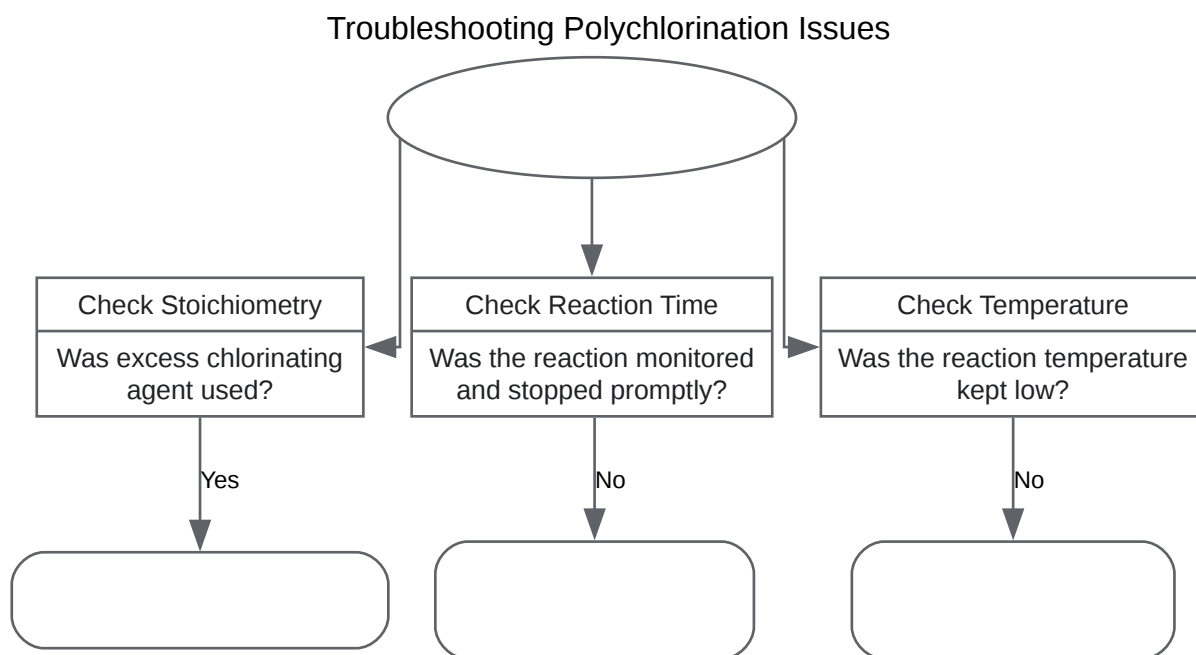 Troubleshooting Polychlorination Issues
Check Stoichiometry
Was excess chlorinating
agent used?
Check Reaction Time
Was the reaction monitored
and stopped promptly?
Check Temperature
Was the reaction temperature
kept low?
Yes
No
No